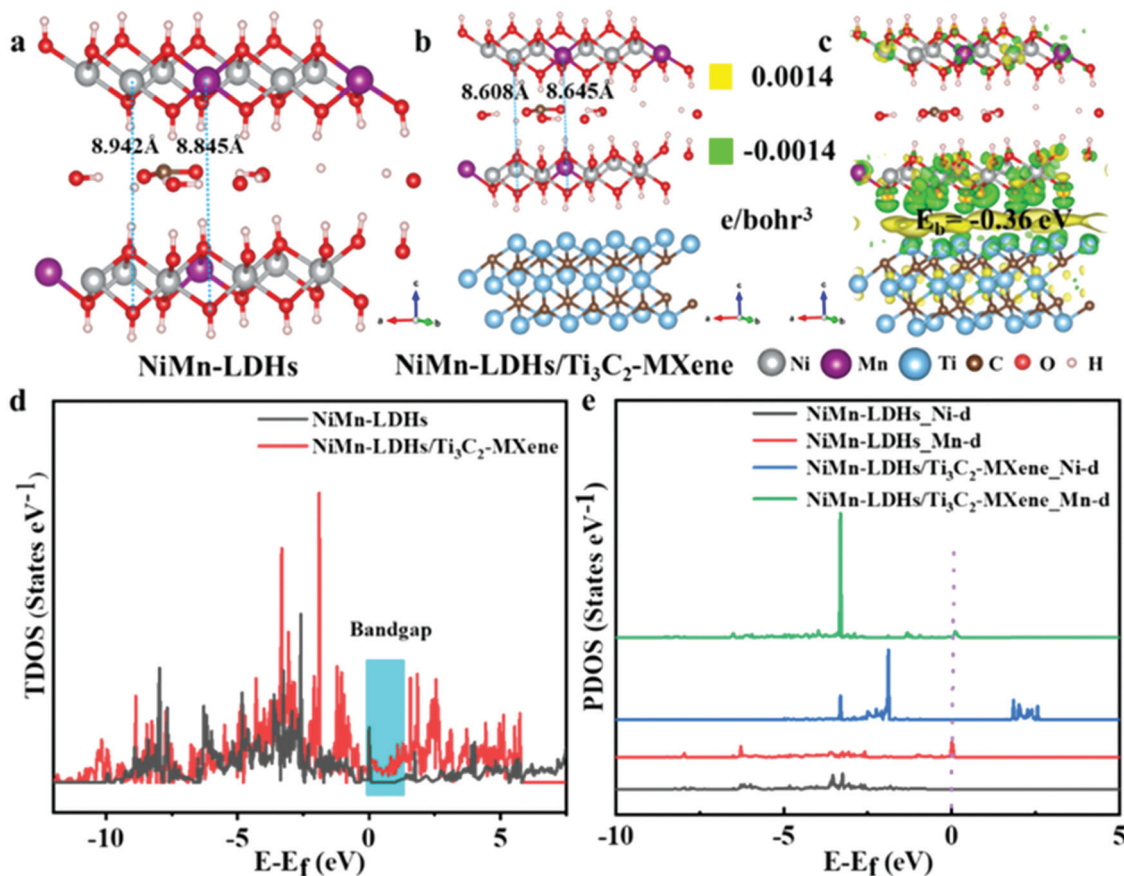 a
8.942Å 8.845Å
c
a b
NiMn-LDHs
b
8.608Å 8.645Å
c
a b
NiMn-LDHs/Ti₃C₂-MXene
0.0014
-0.0014
e/bohr³
c
E_b= -0.36 eV
c
a b
Ni Mn Ti C O H
d
NiMn-LDHs
NiMn-LDHs/Ti₃C₂-MXene
Bandgap
TDOS (States eV⁻¹)
-10 -5 0 5
E-E_f (eV)
e
NiMn-LDHs_Ni-d
NiMn-LDHs_Mn-d
NiMn-LDHs/Ti₃C₂-MXene_Ni-d
NiMn-LDHs/Ti₃C₂-MXene_Mn-d
PDOS (States eV⁻¹)
-10 -5 0 5
E-E_f (eV)